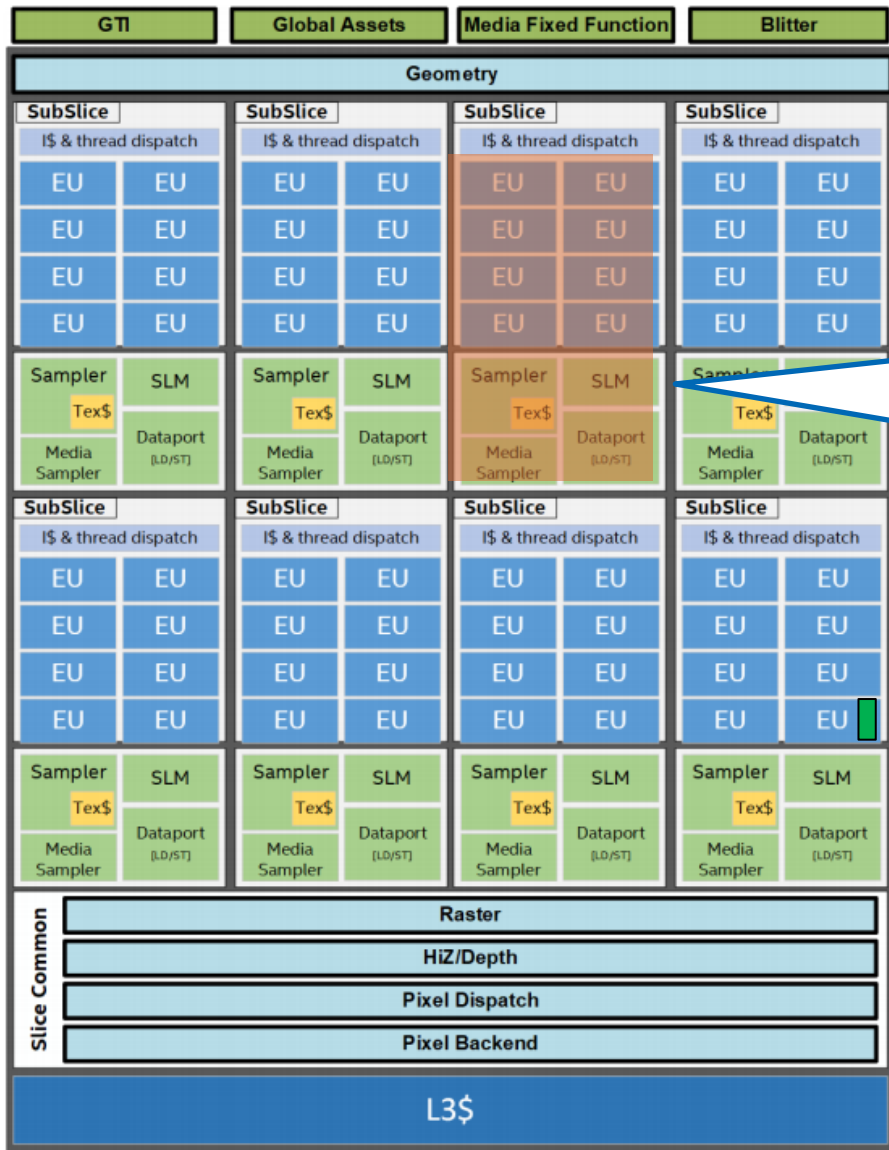 GTI Global Assets Media Fixed Function Blitter
Geometry
SubSlice SubSlice SubSlice SubSlice
I$ & thread dispatch I$ & thread dispatch I$ & thread dispatch I$ & thread dispatch
EU EU EU EU EU EU EU EU
EU EU EU EU EU EU EU EU
EU EU EU EU EU EU EU EU
EU EU EU EU EU EU EU EU
Sampler SLM Sampler SLM Sampler SLM
Tex$ Tex$ Tex$ Tex$
Dataport Dataport Dataport
Media Media Media Media
[LD/ST] [LD/ST] [LD/ST] [LD/ST]
Sampler Sampler Sampler Sampler
SubSlice SubSlice SubSlice SubSlice
I$ & thread dispatch I$ & thread dispatch I$ & thread dispatch I$ & thread dispatch
EU EU EU EU EU EU EU EU
EU EU EU EU EU EU EU EU
EU EU EU EU EU EU EU EU
EU EU EU EU EU EU EU EU
Sampler SLM Sampler SLM Sampler SLM Sampler SLM
Tex$ Tex$ Tex$ Tex$
Dataport Dataport Dataport Dataport
Media Media Media Media
[LD/ST] [LD/ST] [LD/ST] [LD/ST]
Sampler Sampler Sampler Sampler
Slice Common
Raster
HiZ/Depth
Pixel Dispatch
Pixel Backend
L3$